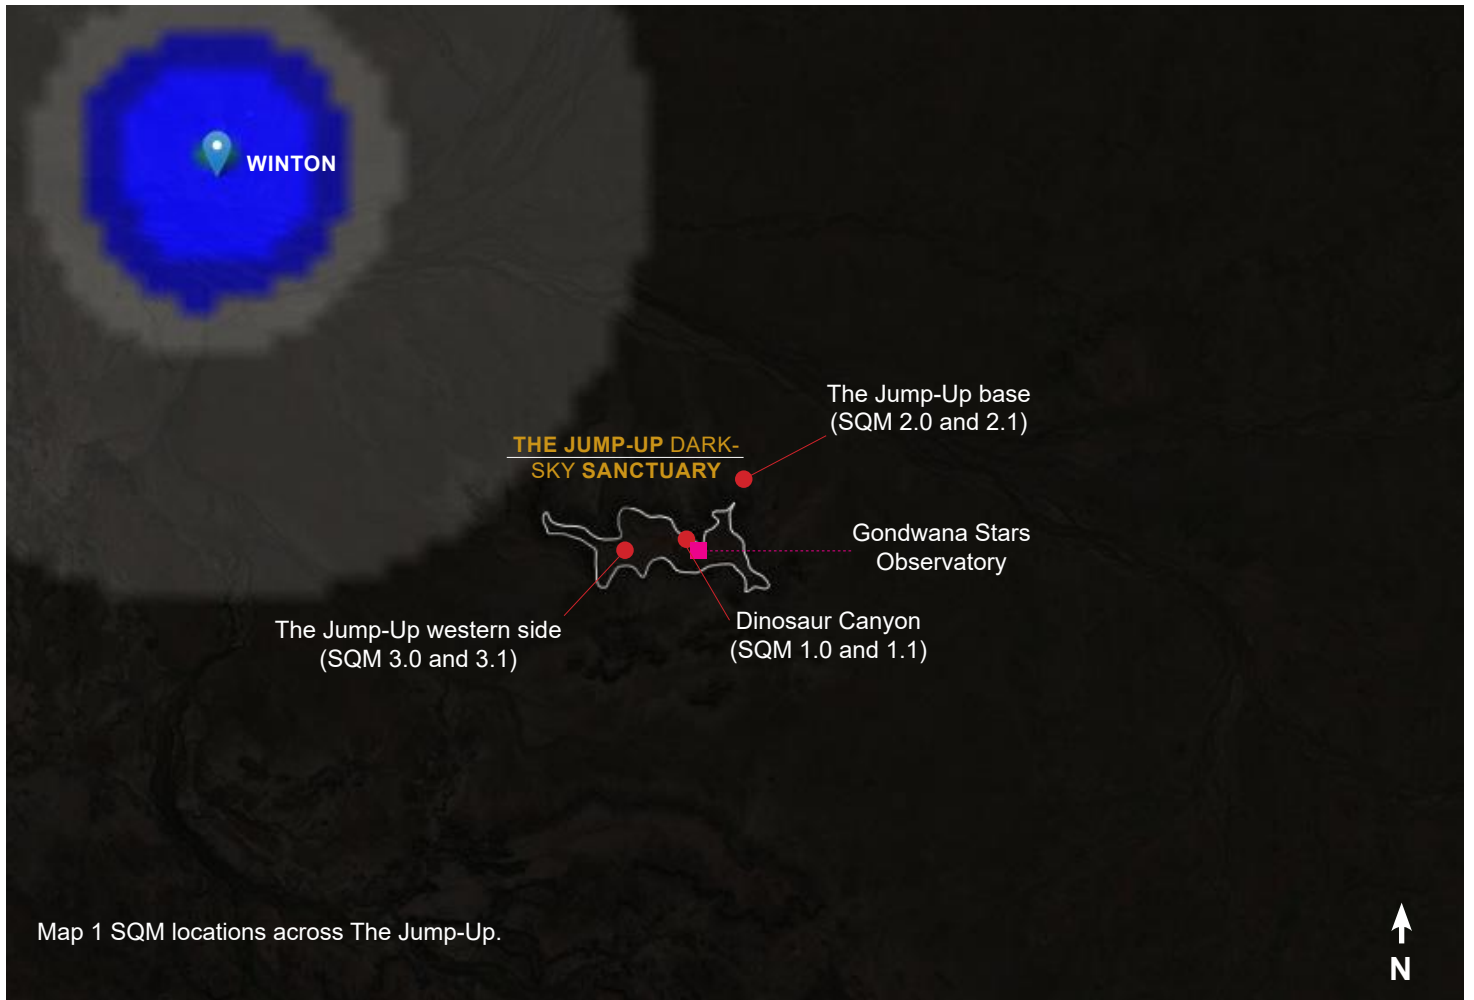 WINTON
The Jump-Up base
(SQM 2.0 and 2.1)
THE JUMP-UP DARK-
SKY SANCTUARY
Gondwana Stars
Observatory
The Jump-Up western side
(SQM 3.0 and 3.1)
Dinosaur Canyon
(SQM 1.0 and 1.1)
Map 1 SQM locations across The Jump-Up.
N